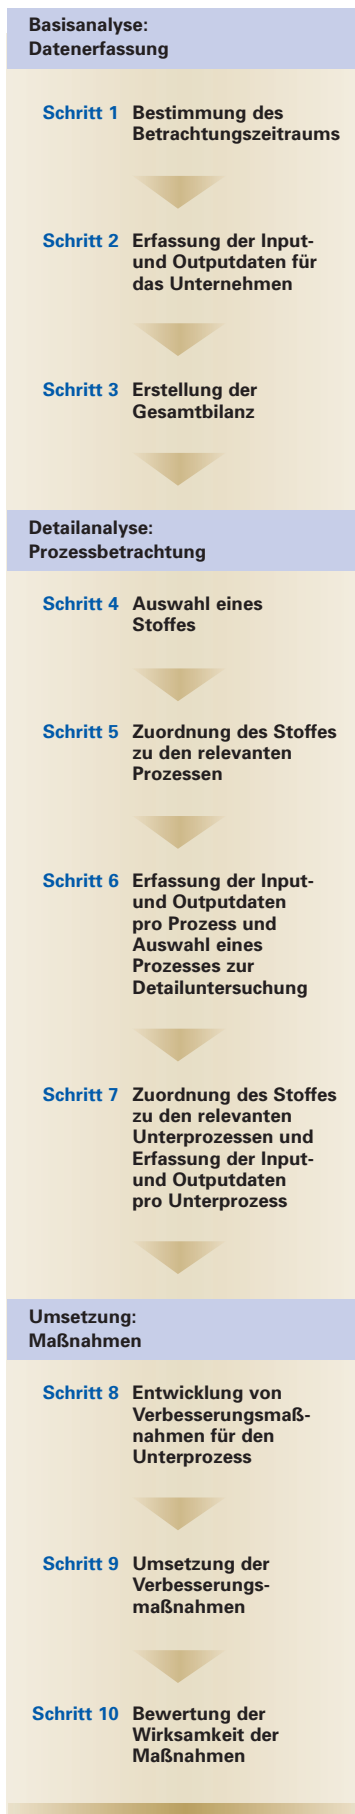 Basisanalyse:
Datenerfassung
Schritt 1 Bestimmung des
Betrachtungszeitraums
Schritt 2 Erfassung der Input-
und Outputdaten für
das Unternehmen
Schritt 3 Erstellung der
Gesamtbilanz
Detailanalyse:
Prozessbetrachtung
Schritt 4 Auswahl eines
Stoffes
Schritt 5 Zuordnung des Stoffes
zu den relevanten
Prozessen
Schritt 6 Erfassung der Input-
und Outputdaten
pro Prozess und
Auswahl eines
Prozesses zur
Detailuntersuchung
Schritt 7 Zuordnung des Stoffes
zu den relevanten
Unterprozessen und
Erfassung der Input-
und Outputdaten
pro Unterprozess
Umsetzung:
Maßnahmen
Schritt 8 Entwicklung von
Verbesserungsmaß-
nahmen für den
Unterprozess
Schritt 9 Umsetzung der
Verbesserungs-
maßnahmen
Schritt 10 Bewertung der
Wirksamkeit der
Maßnahmen